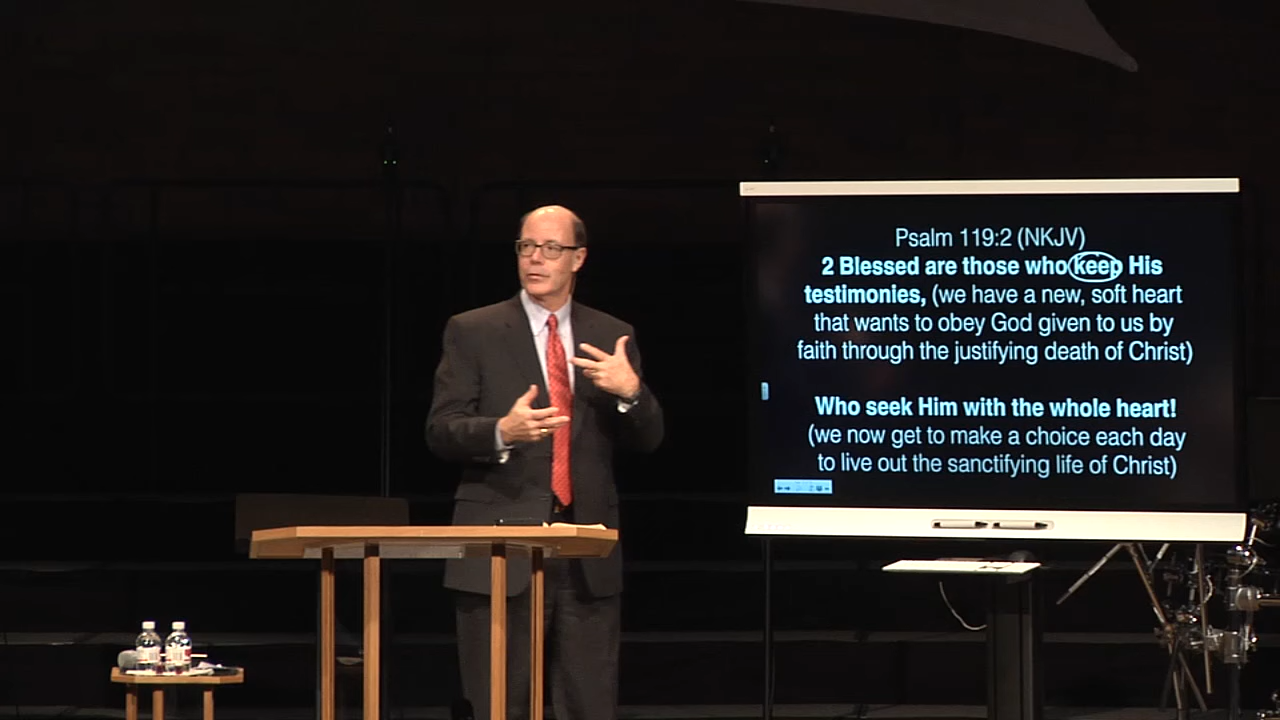 Psalm 119:2 (NKJV)
2 Blessed are those who keep His
testimonies, (we have a new, soft heart
that wants to obey God given to us by
faith through the justifying death of Christ)
Who seek Him with the whole heart!
(we now get to make a choice each day
to live out the sanctifying life of Christ)